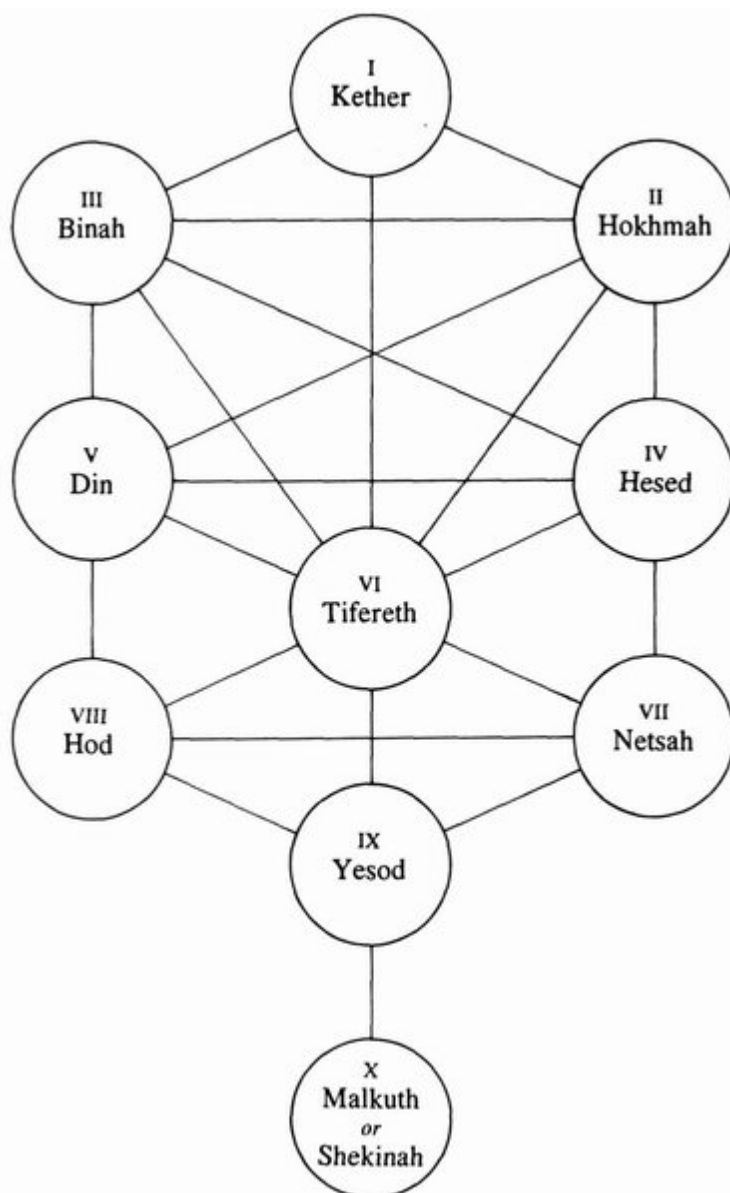 I
Kether
III
Binah
II
Hokhmah
V
Din
IV
Hesed
VI
Tifereth
VIII
Hod
VII
Netsah
IX
Yesod
X
Malkuth
or
Shekinah